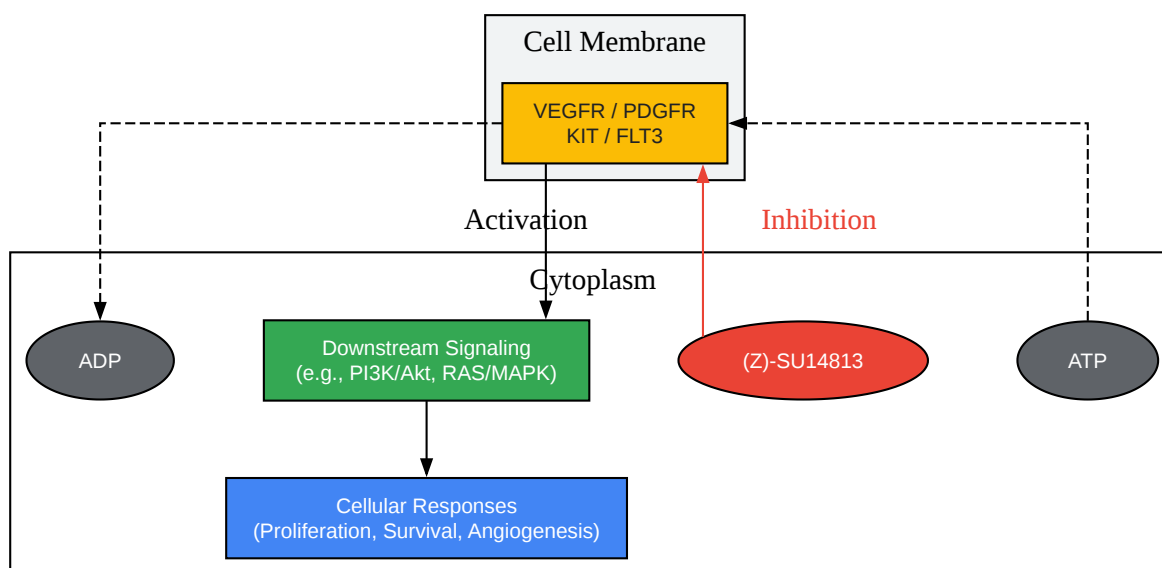 Cell Membrane
VEGFR / PDGFR
KIT / FLT3
Activation
Inhibition
Cytoplasm
ADP
Downstream Signaling
(e.g., PI3K/Akt, RAS/MAPK)
(Z)-SU14813
ATP
Cellular Responses
(Proliferation, Survival, Angiogenesis)